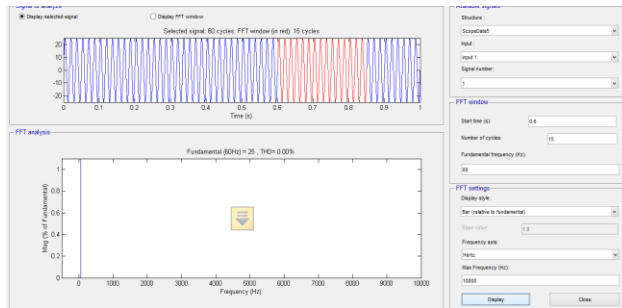 Signal to analyze
Display selected signal
Display FFT window
Selected signal: 60 cycles. FFT window (in red): 15 cycles
20
10
0
-10
-20
0
0.1
0.2
0.3
0.4
0.5
0.6
0.7
0.8
0.9
1
Time (s)
FFT analysis
Fundamental (60Hz) = 25 , THD= 0.00%
Mag (% of Fundamental)
1
0.8
0.6
0.4
0.2
0
0
1000
2000
3000
4000
5000
6000
7000
8000
9000
10000
Frequency (Hz)
Available signals
Structure :
ScopeData5
Input :
input 1
Signal number:
1
FFT window
Start time (s):
0.6
Number of cycles:
15
Fundamental frequency (Hz):
60
FFT settings
Display style :
Bar (relative to fundamental)
Base value
1.0
Frequency axis:
Hertz
Max Frequency (Hz):
10000
Display
Close